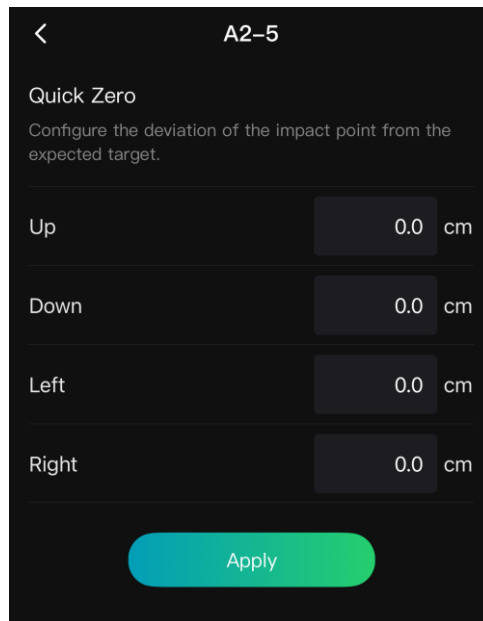 A2–5
Quick Zero
Configure the deviation of the impact point from the
expected target.
Up 0.0 cm
Down 0.0 cm
Left 0.0 cm
Right 0.0 cm
Apply